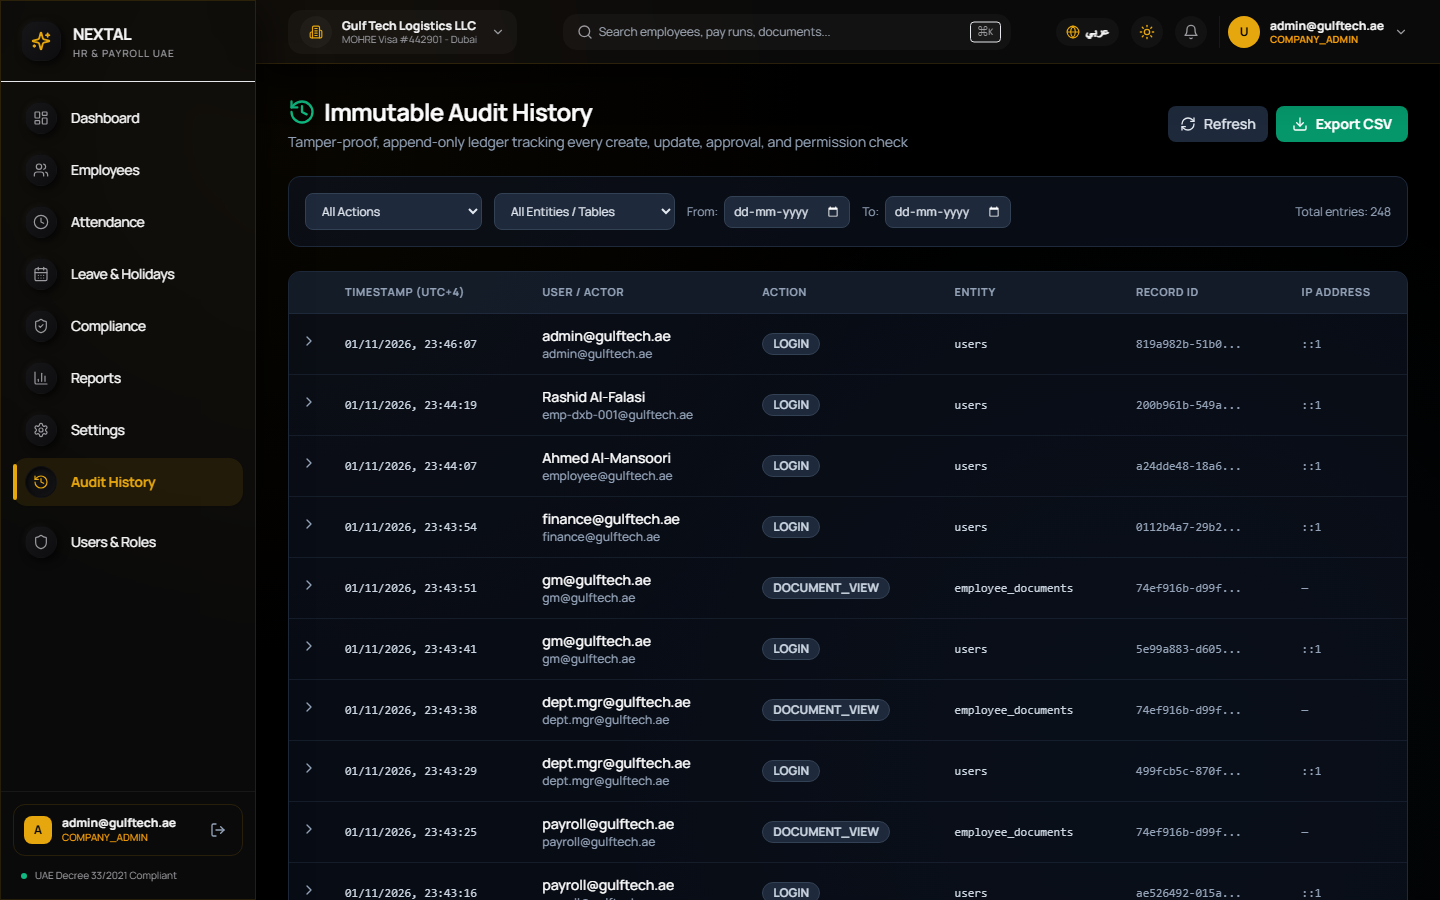 NEXTAL
HR & PAYROLL UAE
Gulf Tech Logistics LLC
MOHRE Visa #442901 - Dubai
Search employees, pay runs, documents...
⌘K
عربي
U
admin@gulftech.ae
COMPANY_ADMIN
Dashboard
Employees
Attendance
Leave & Holidays
Compliance
Reports
Settings
Audit History
Users & Roles
A
admin@gulftech.ae
COMPANY_ADMIN
UAE Decree 33/2021 Compliant
Immutable Audit History
Tamper-proof, append-only ledger tracking every create, update, approval, and permission check
Refresh
Export CSV
All Actions
All Entities / Tables
From: dd-mm-yyyy
To: dd-mm-yyyy
Total entries: 248
TIMESTAMP (UTC+4) USER / ACTOR ACTION ENTITY RECORD ID IP ADDRESS
01/11/2026, 23:46:07 admin@gulftech.ae LOGIN users 819a982b-51b0... ::1
admin@gulftech.ae
01/11/2026, 23:44:19 Rashid Al-Falasi LOGIN users 200b961b-549a... ::1
emp-dxb-001@gulftech.ae
01/11/2026, 23:44:07 Ahmed Al-Mansoori LOGIN users a24dde48-18a6... ::1
employee@gulftech.ae
01/11/2026, 23:43:54 finance@gulftech.ae LOGIN users 0112b4a7-29b2... ::1
finance@gulftech.ae
01/11/2026, 23:43:51 gm@gulftech.ae DOCUMENT_VIEW employee_documents 74ef916b-d99f... —
gm@gulftech.ae
01/11/2026, 23:43:41 gm@gulftech.ae LOGIN users 5e99a883-d605... ::1
gm@gulftech.ae
01/11/2026, 23:43:38 dept.mgr@gulftech.ae DOCUMENT_VIEW employee_documents 74ef916b-d99f... —
dept.mgr@gulftech.ae
01/11/2026, 23:43:29 dept.mgr@gulftech.ae LOGIN users 499fcb5c-870f... ::1
dept.mgr@gulftech.ae
01/11/2026, 23:43:25 payroll@gulftech.ae DOCUMENT_VIEW employee_documents 74ef916b-d99f... —
payroll@gulftech.ae
01/11/2026, 23:43:16 payroll@gulftech.ae LOGIN users ae526492-015a... ::1